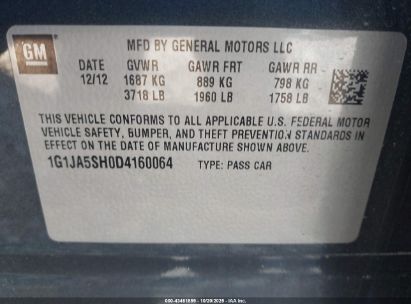 GM
MFD BY GENERAL MOTORS LLC
DATE GVWR GAWR FRT GAWR RR
12/12 1687 KG 889 KG 798 KG
3718 LB 1960 LB 1758 LB
THIS VEHICLE CONFORMS TO ALL APPLICABLE U.S. FEDERAL MOTOR
VEHICLE SAFETY, BUMPER, AND THEFT PREVENTION STANDARDS IN
EFFECT ON THE DATE OF MANUFACTURE SHOWN ABOVE.
1G1JA5SH0D4160064 TYPE: PASS CAR